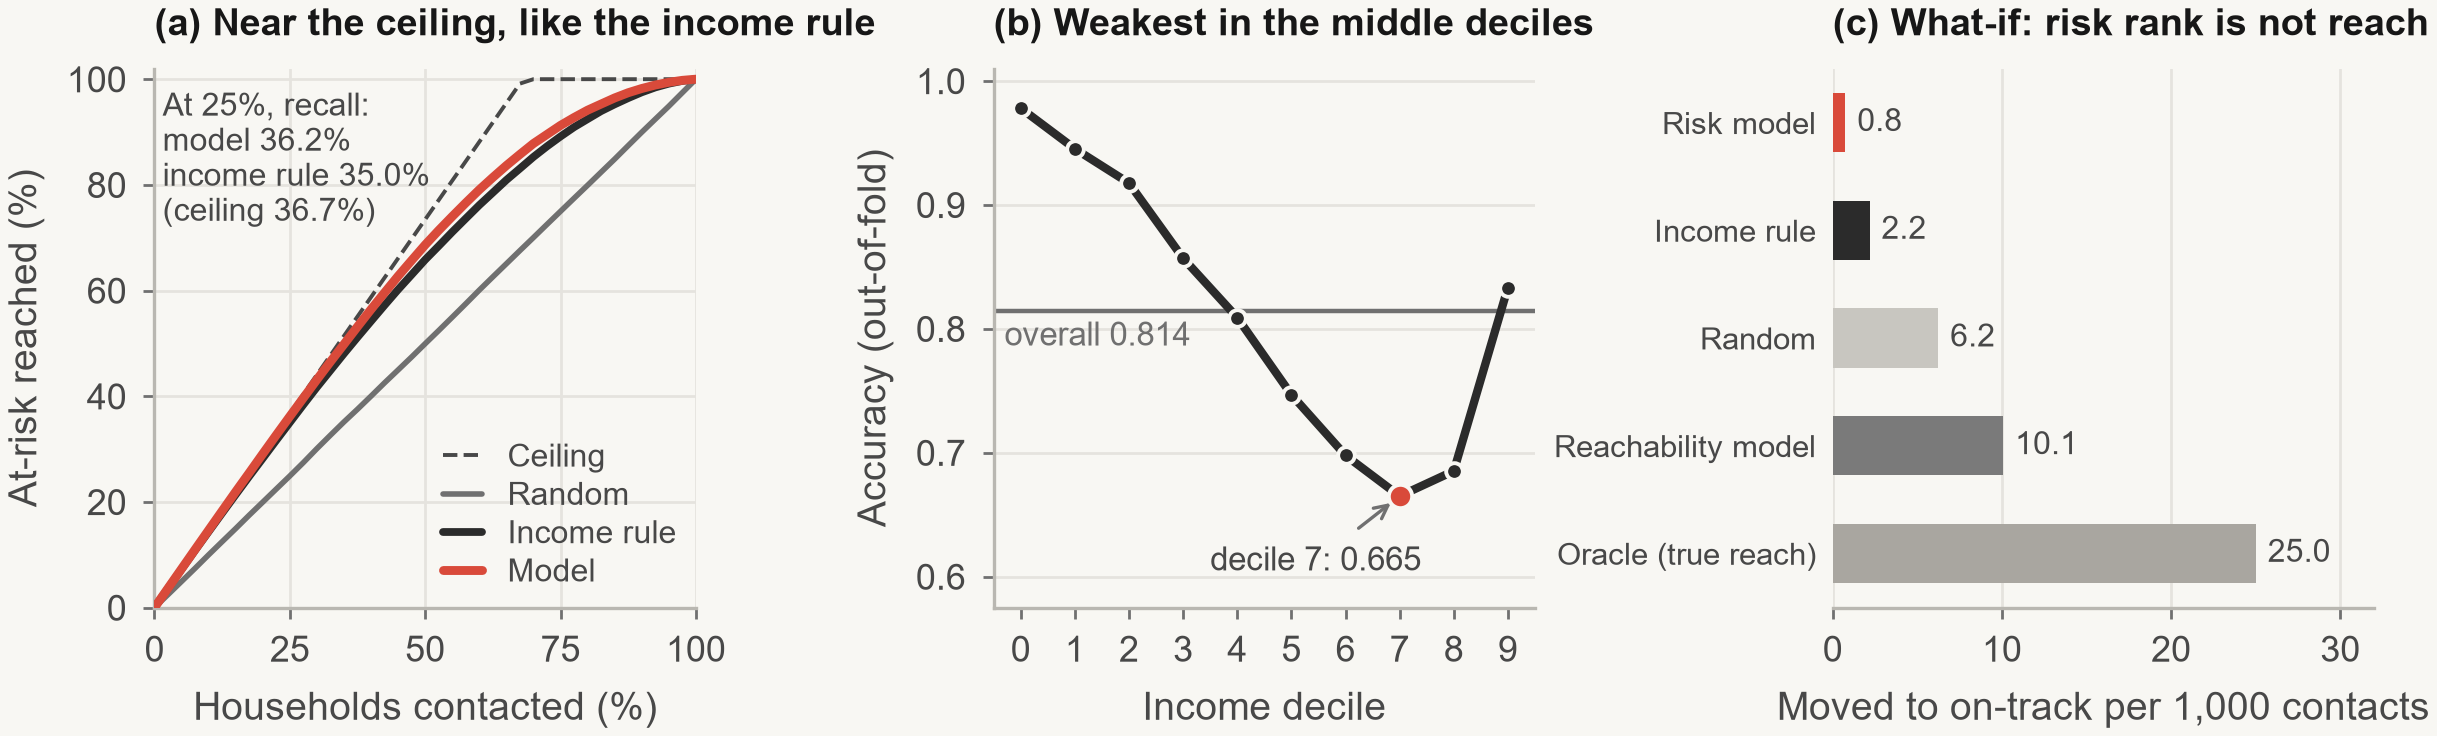 (a) Near the ceiling, like the income rule
At-risk reached (%)
100
80
60
40
20
0
At 25%, recall:
model 36.2%
income rule 35.0%
(ceiling 36.7%)
Ceiling
Random
Income rule
Model
0 25 50 75 100
Households contacted (%)
(b) Weakest in the middle deciles
Accuracy (out-of-fold)
1.0
0.9
0.8
0.7
0.6
overall 0.814
decile 7: 0.665
0 1 2 3 4 5 6 7 8 9
Income decile
(c) What-if: risk rank is not reach
Risk model 0.8
Income rule 2.2
Random 6.2
Reachability model 10.1
Oracle (true reach) 25.0
0 10 20 30
Moved to on-track per 1,000 contacts